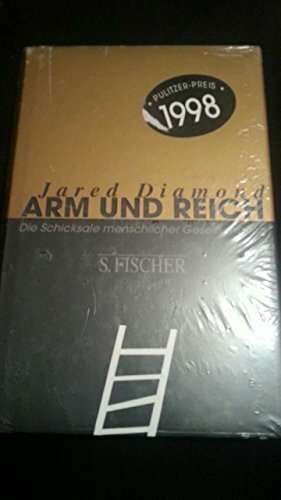 PULITZER-PREIS
1998
Jared Diamond
ARM UND REICH
Die Schicksale menschlicher
S. FISCHER